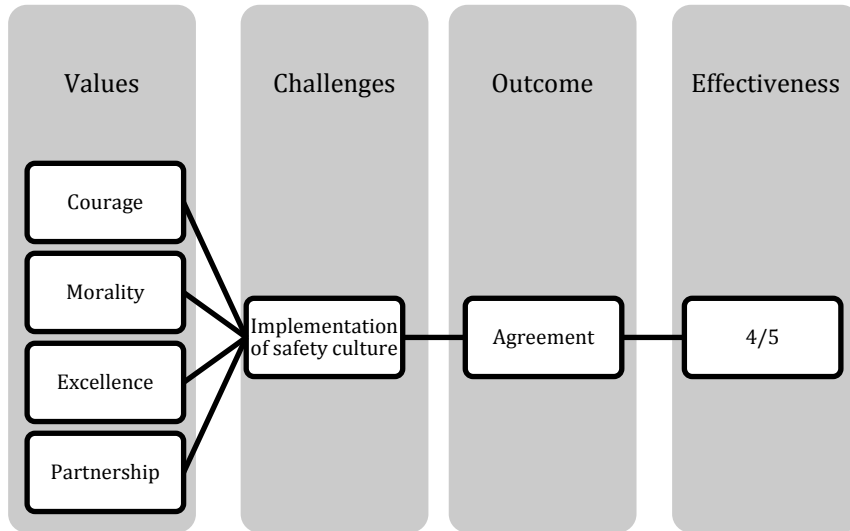 Values
Challenges
Outcome
Effectiveness
Courage
Morality
Excellence
Partnership
Implementation
of safety culture
Agreement
4/5